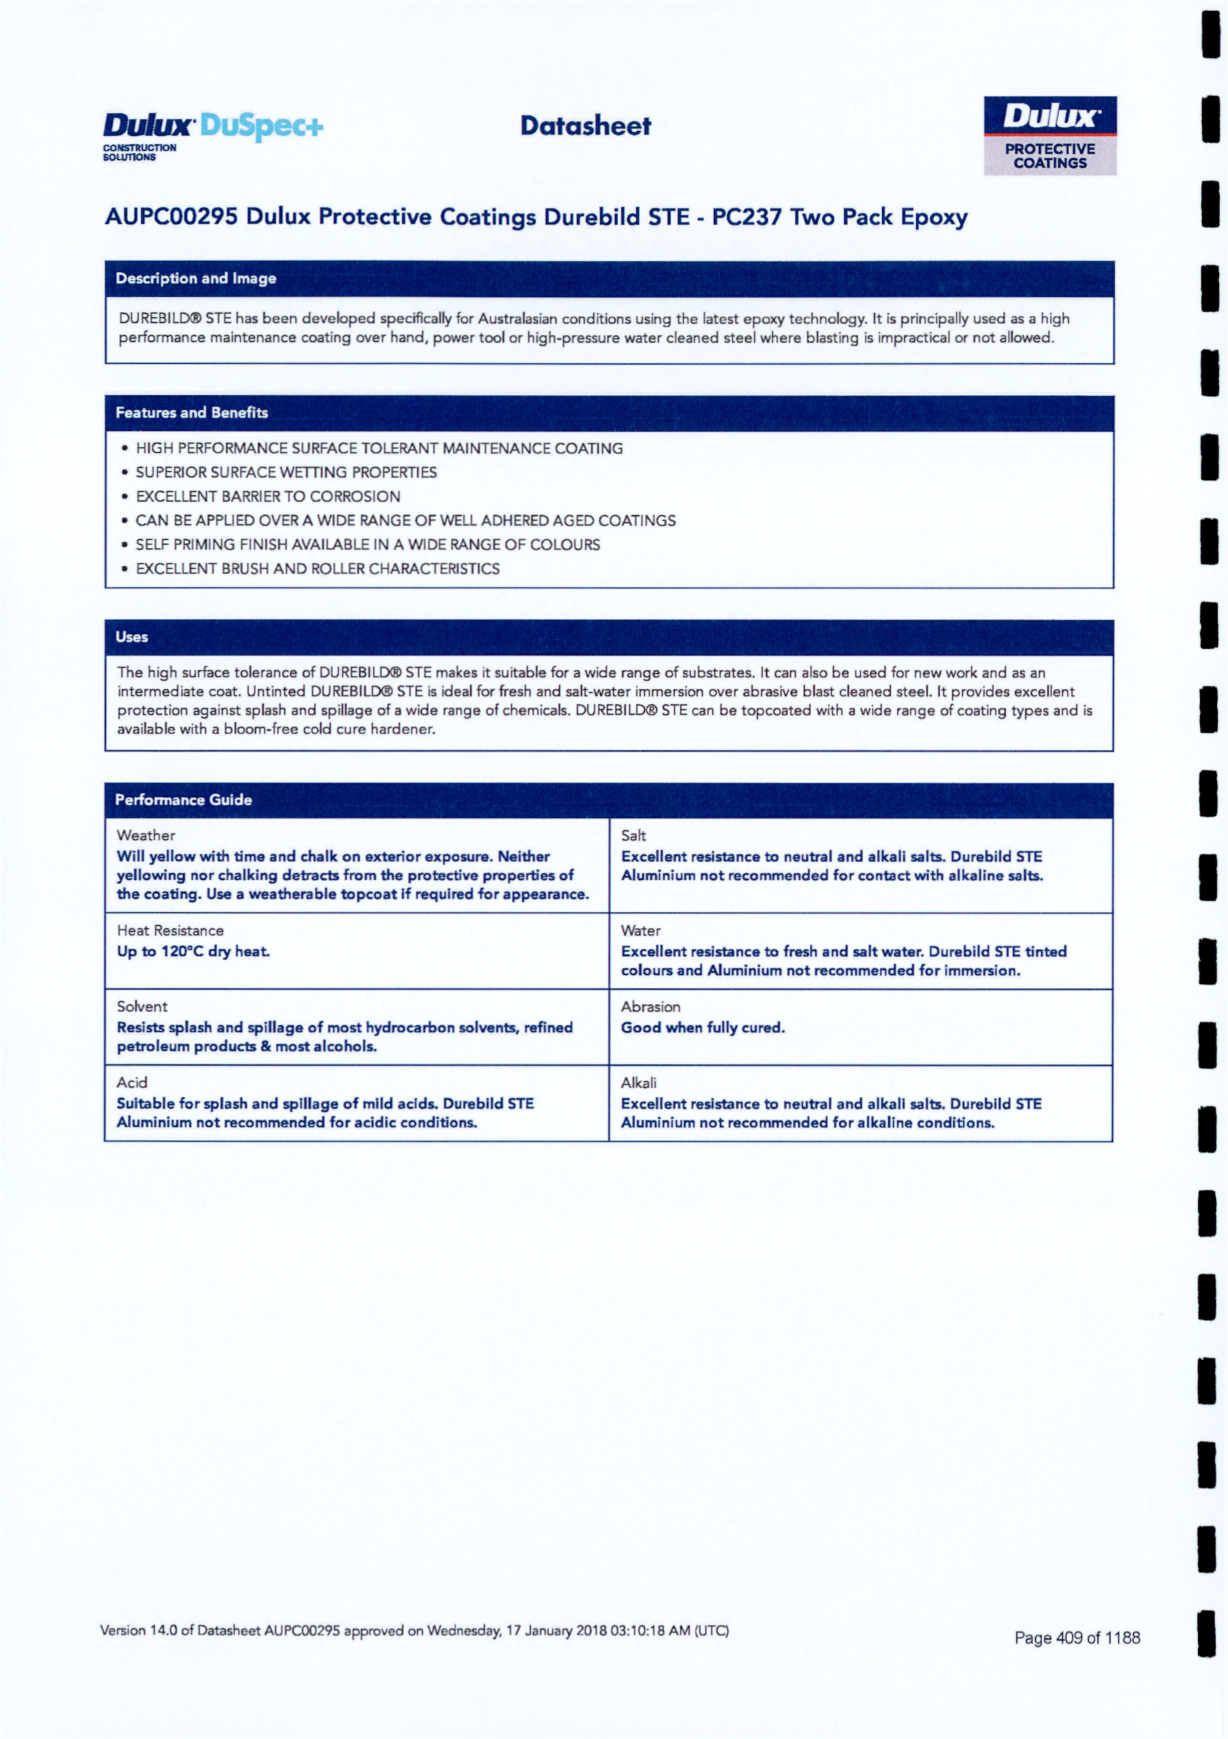 Dulux DuSpec+
CONSTRUCTION
SOLUTIONS
Datasheet
Dulux
PROTECTIVE
COATINGS
AUPC00295 Dulux Protective Coatings Durebild STE - PC237 Two Pack Epoxy
Description and Image
DUREBILD® STE has been developed specifically for Australasian conditions using the latest epoxy technology. It is principally used as a high
performance maintenance coating over hand, power tool or high-pressure water cleaned steel where blasting is impractical or not allowed.
Features and Benefits
• HIGH PERFORMANCE SURFACE TOLERANT MAINTENANCE COATING
• SUPERIOR SURFACE WETTING PROPERTIES
• EXCELLENT BARRIER TO CORROSION
• CAN BE APPLIED OVER A WIDE RANGE OF WELL ADHERED AGED COATINGS
• SELF PRIMING FINISH AVAILABLE IN A WIDE RANGE OF COLOURS
• EXCELLENT BRUSH AND ROLLER CHARACTERISTICS
Uses
The high surface tolerance of DUREBILD® STE makes it suitable for a wide range of substrates. It can also be used for new work and as an
intermediate coat. Untinted DUREBILD® STE is ideal for fresh and salt-water immersion over abrasive blast cleaned steel. It provides excellent
protection against splash and spillage of a wide range of chemicals. DUREBILD® STE can be topcoated with a wide range of coating types and is
available with a bloom-free cold cure hardener.
Performance Guide
Weather
Will yellow with time and chalk on exterior exposure. Neither
yellowing nor chalking detracts from the protective properties of
the coating. Use a weatherable topcoat if required for appearance.
Salt
Excellent resistance to neutral and alkali salts. Durebild STE
Aluminium not recommended for contact with alkaline salts.
Heat Resistance
Up to 120°C dry heat.
Water
Excellent resistance to fresh and salt water. Durebild STE tinted
colours and Aluminium not recommended for immersion.
Solvent
Resists splash and spillage of most hydrocarbon solvents, refined
petroleum products & most alcohols.
Abrasion
Good when fully cured.
Acid
Suitable for splash and spillage of mild acids. Durebild STE
Aluminium not recommended for acidic conditions.
Alkali
Excellent resistance to neutral and alkali salts. Durebild STE
Aluminium not recommended for alkaline conditions.
Version 14.0 of Datasheet AUPC00295 approved on Wednesday, 17 January 2018 03:10:18 AM (UTC)
Page 409 of 1188